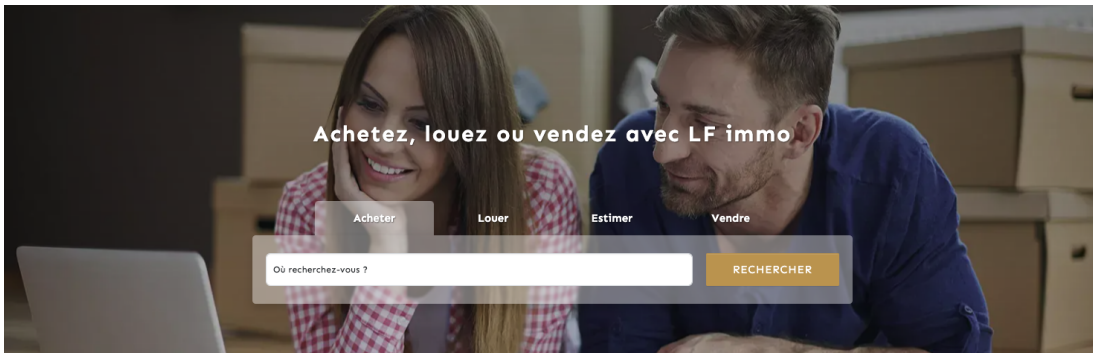 Achetez, louez ou vendez avec LF immo
Acheter Louer Estimer Vendre
Où recherchez-vous ?
RECHERCHER